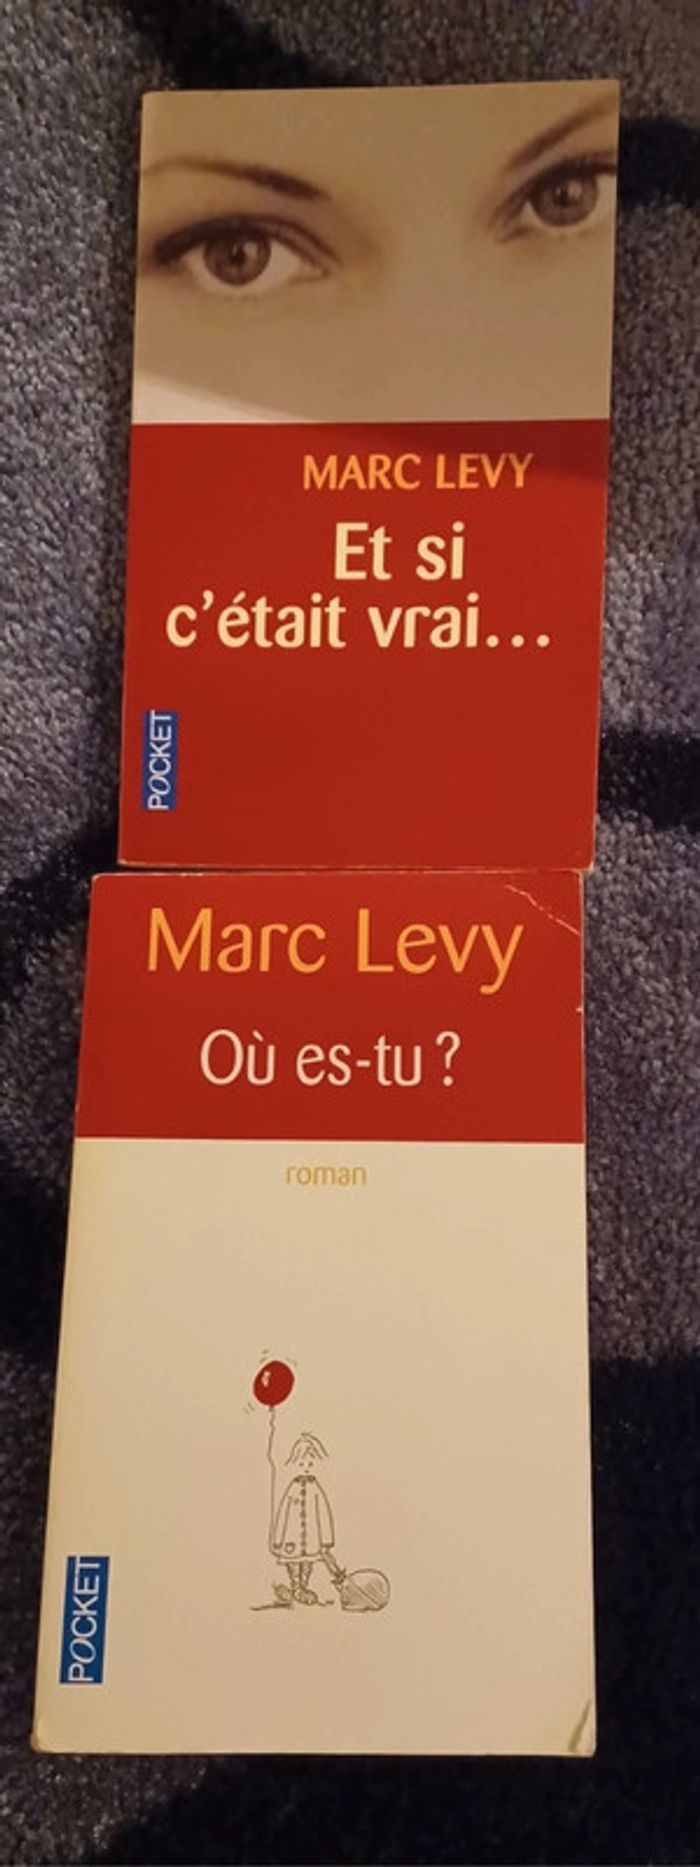 MARC LEVY
Et si
c'était vrai...
POCKET
Marc Levy
Où es-tu ?
roman
POCKET